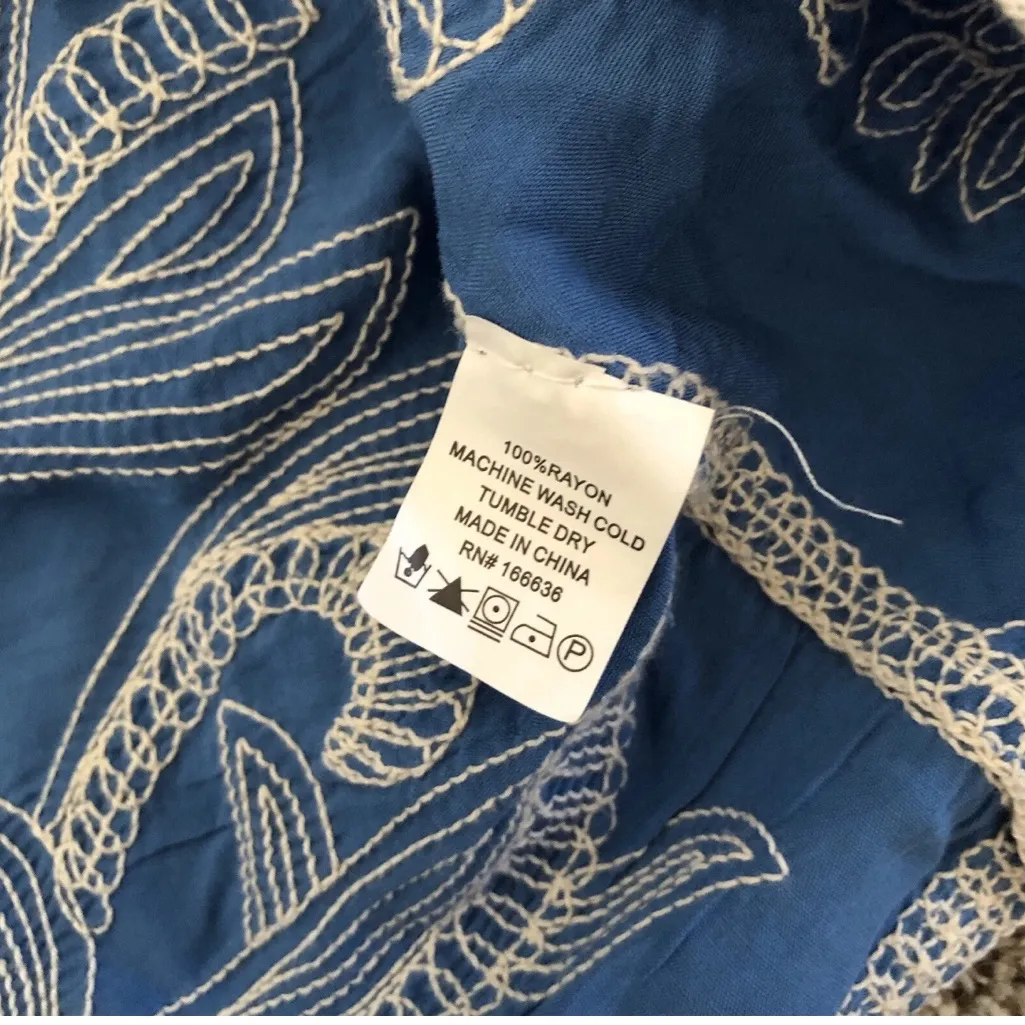 100%RAYON
MACHINE WASH COLD
TUMBLE DRY
MADE IN CHINA
RN# 166636
P